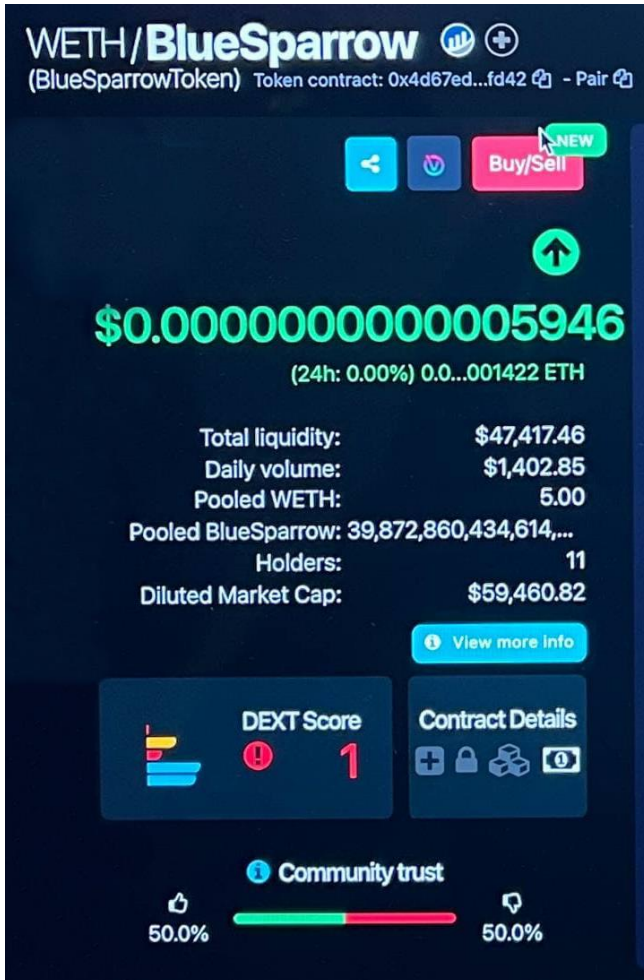 WETH/BlueSparrow
(BlueSparrowToken) Token contract: 0x4d67ed...fd42 - Pair
NEW
Buy/Sell
$0.0000000000005946
(24h: 0.00%) 0.0...001422 ETH
Total liquidity: $47,417.46
Daily volume: $1,402.85
Pooled WETH: 5.00
Pooled BlueSparrow: 39,872,860,434,614,...
Holders: 11
Diluted Market Cap: $59,460.82
View more info
DEXT Score
1
Contract Details
Community trust
50.0% 50.0%